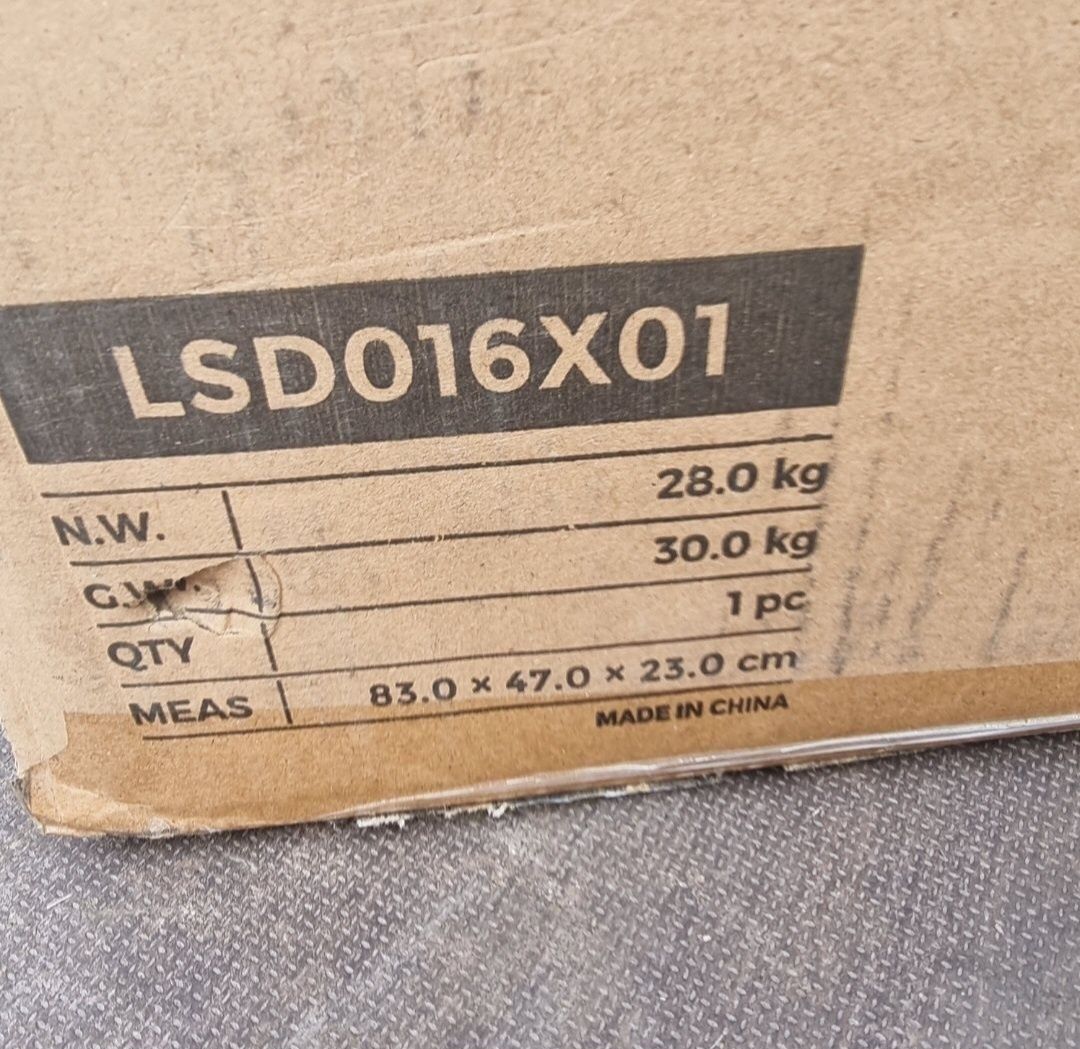 LSD016X01
N.W. 28.0 kg
G.W. 30.0 kg
QTY 1 pc
MEAS 83.0 × 47.0 × 23.0 cm
MADE IN CHINA